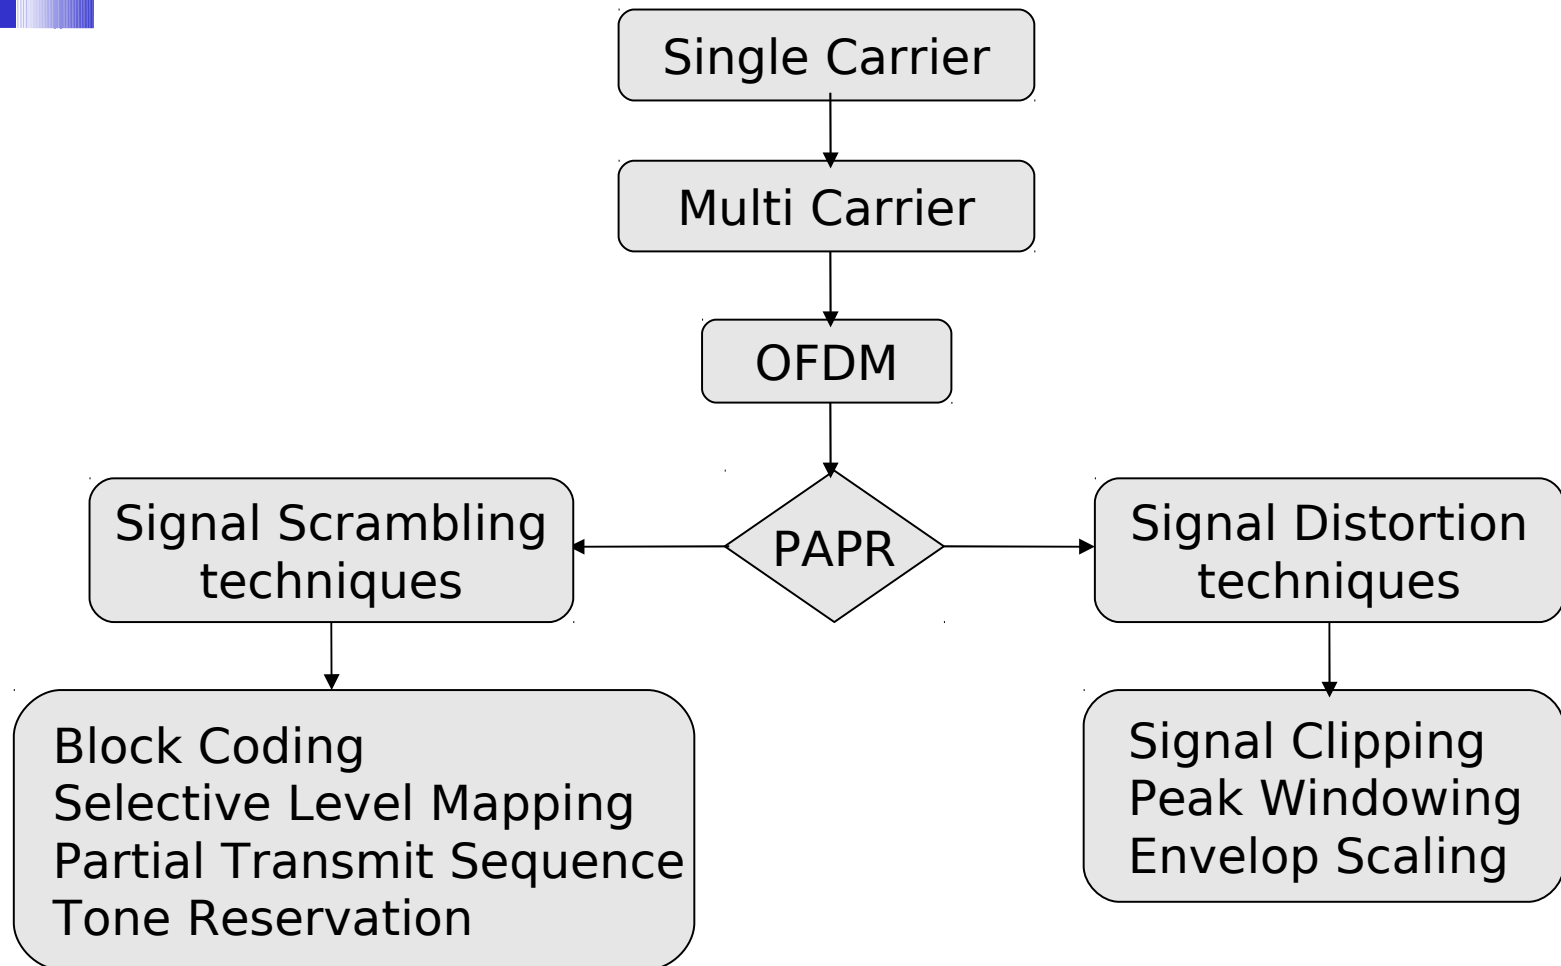 Single Carrier
Multi Carrier
OFDM
PAPR
Signal Scrambling
techniques
Signal Distortion
techniques
Block Coding
Selective Level Mapping
Partial Transmit Sequence
Tone Reservation
Signal Clipping
Peak Windowing
Envelop Scaling